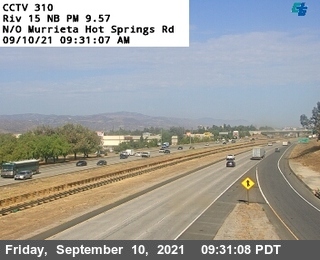 CCTV 310
Riv 15 NB PM 9.57
N/O Murrieta Hot Springs Rd
09/10/21 09:31:07 AM
Friday, September 10, 2021 09:31:08 PDT